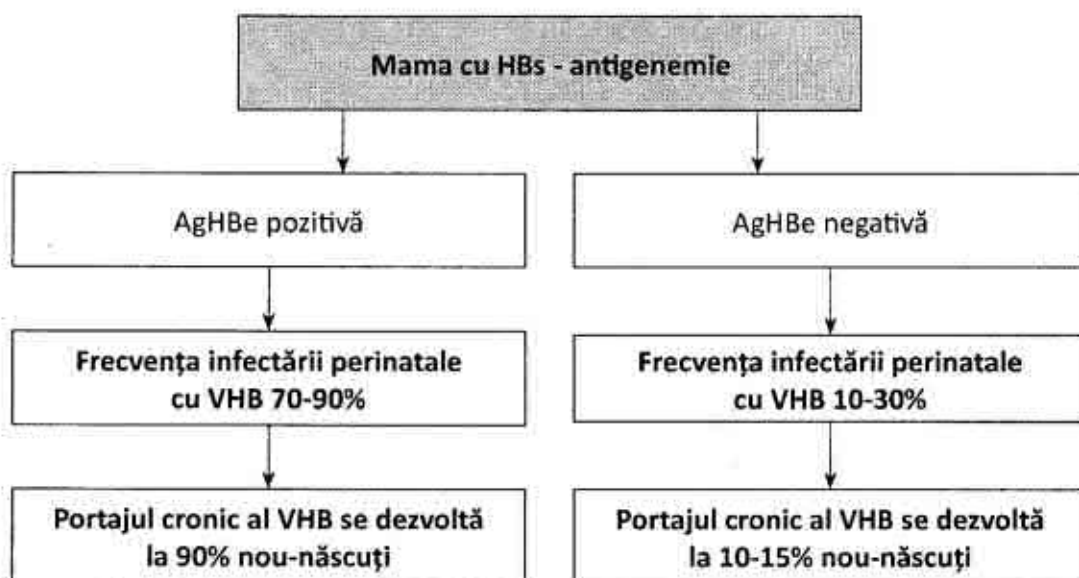 Mama cu HBs - antigenemie
AgHBe pozitivă
AgHBe negativă
Frecvența infectării perinatale
cu VHB 70-90%
Frecvența infectării perinatale
cu VHB 10-30%
Portajul cronic al VHB se dezvoltă
la 90% nou-născuți
Portajul cronic al VHB se dezvoltă
la 10-15% nou-născuți